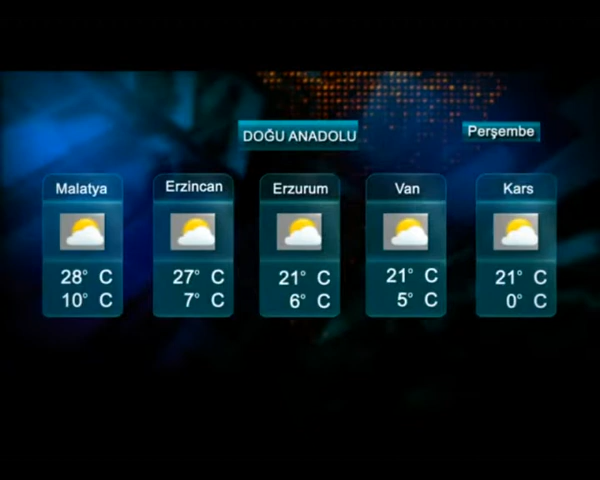 DOĞU ANADOLU
Perşembe
Malatya
28° C
10° C
Erzincan
27° C
7° C
Erzurum
21° C
6° C
Van
21° C
5° C
Kars
21° C
0° C